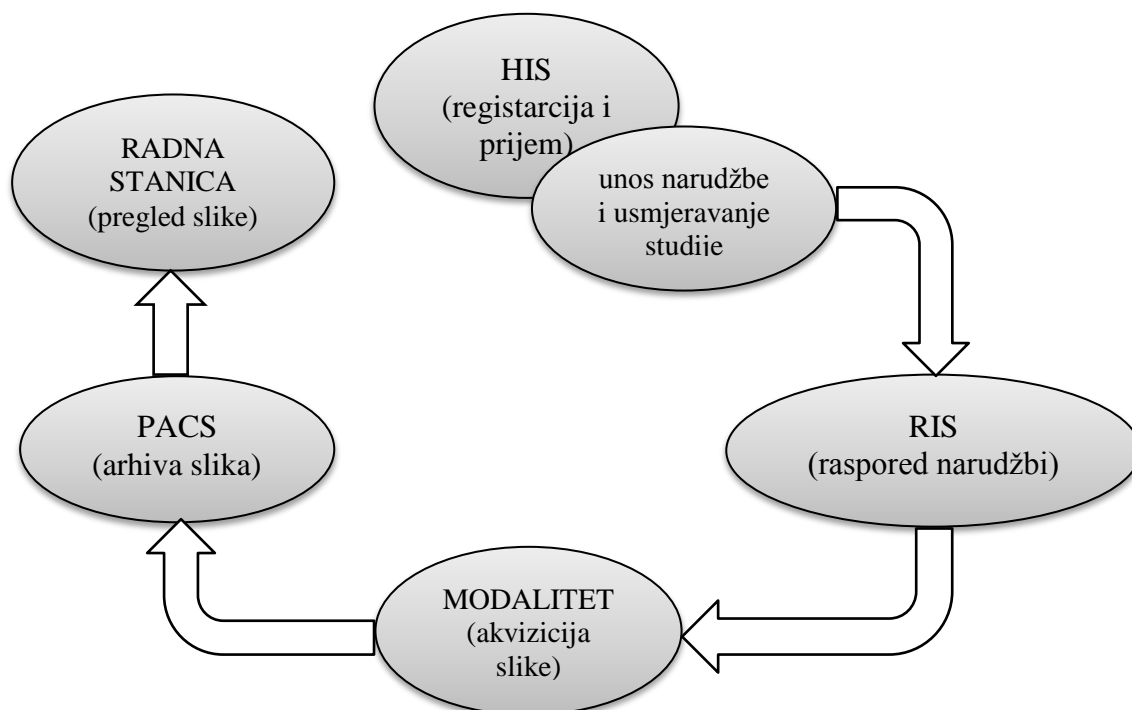 HIS
(registarcija i
prijem)
unos narudžbe
i usmjeravanje
studije
RADNA
STANICA
(pregled slike)
PACS
(arhiva slika)
RIS
(raspored narudžbi)
MODALITET
(akvizicija
slike)